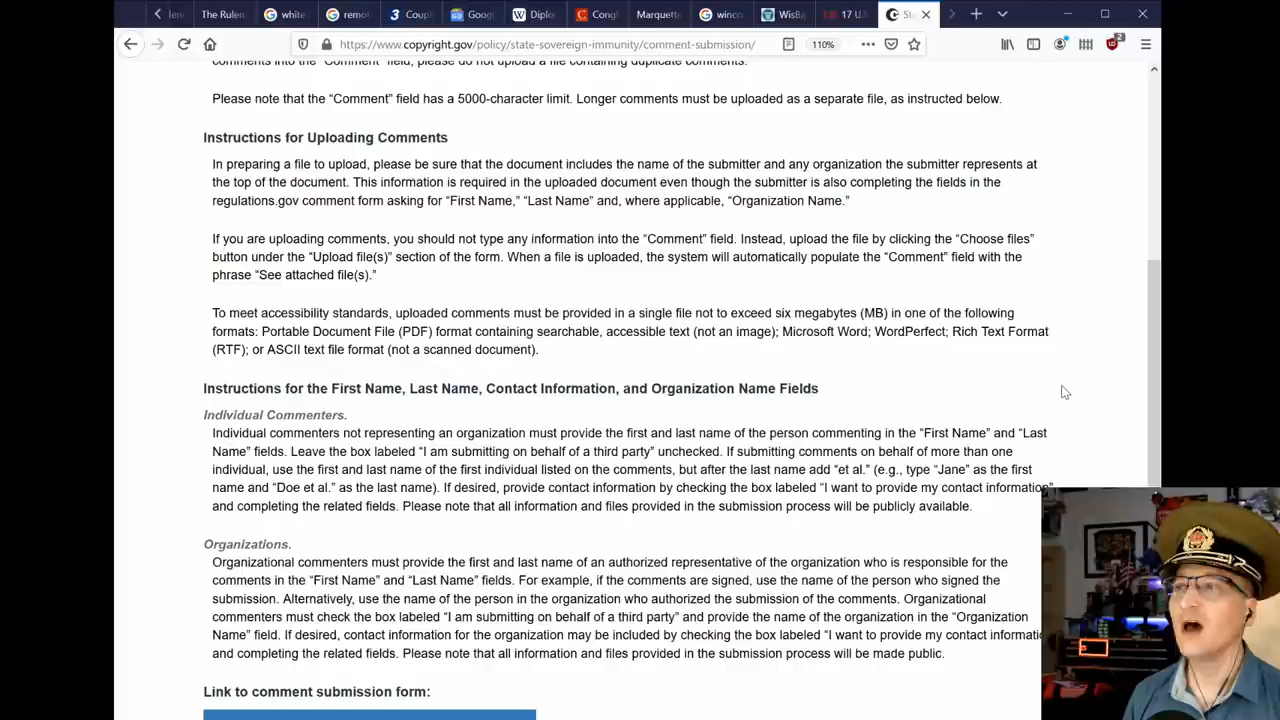 lene
The Rulen
white
remot
Coupl
Googl
Diplo
Congr
Marquette
winco
WisBa
17 U.S
Sta
https://www.copyright.gov/policy/state-sovereign-immunity/comment-submission/
110%
2
comments into the “Comment” field, please do not upload a file containing duplicate comments.
Please note that the “Comment” field has a 5000-character limit. Longer comments must be uploaded as a separate file, as instructed below.
Instructions for Uploading Comments
In preparing a file to upload, please be sure that the document includes the name of the submitter and any organization the submitter represents at
the top of the document. This information is required in the uploaded document even though the submitter is also completing the fields in the
regulations.gov comment form asking for “First Name,” “Last Name” and, where applicable, “Organization Name.”
If you are uploading comments, you should not type any information into the “Comment” field. Instead, upload the file by clicking the “Choose files”
button under the “Upload file(s)” section of the form. When a file is uploaded, the system will automatically populate the “Comment” field with the
phrase “See attached file(s).”
To meet accessibility standards, uploaded comments must be provided in a single file not to exceed six megabytes (MB) in one of the following
formats: Portable Document File (PDF) format containing searchable, accessible text (not an image); Microsoft Word; WordPerfect; Rich Text Format
(RTF); or ASCII text file format (not a scanned document).
Instructions for the First Name, Last Name, Contact Information, and Organization Name Fields
Individual Commenters.
Individual commenters not representing an organization must provide the first and last name of the person commenting in the “First Name” and “Last
Name” fields. Leave the box labeled “I am submitting on behalf of a third party” unchecked. If submitting comments on behalf of more than one
individual, use the first and last name of the first individual listed on the comments, but after the last name add “et al.” (e.g., type “Jane” as the first
name and “Doe et al.” as the last name). If desired, provide contact information by checking the box labeled “I want to provide my contact information”
and completing the related fields. Please note that all information and files provided in the submission process will be publicly available.
Organizations.
Organizational commenters must provide the first and last name of an authorized representative of the organization who is responsible for the
comments in the “First Name” and “Last Name” fields. For example, if the comments are signed, use the name of the person who signed the
submission. Alternatively, use the name of the person in the organization who authorized the submission of the comments. Organizational
commenters must check the box labeled “I am submitting on behalf of a third party” and provide the name of the organization in the “Organization
Name” field. If desired, contact information for the organization may be included by checking the box labeled “I want to provide my contact informatio
and completing the related fields. Please note that all information and files provided in the submission process will be made public.
Link to comment submission form: